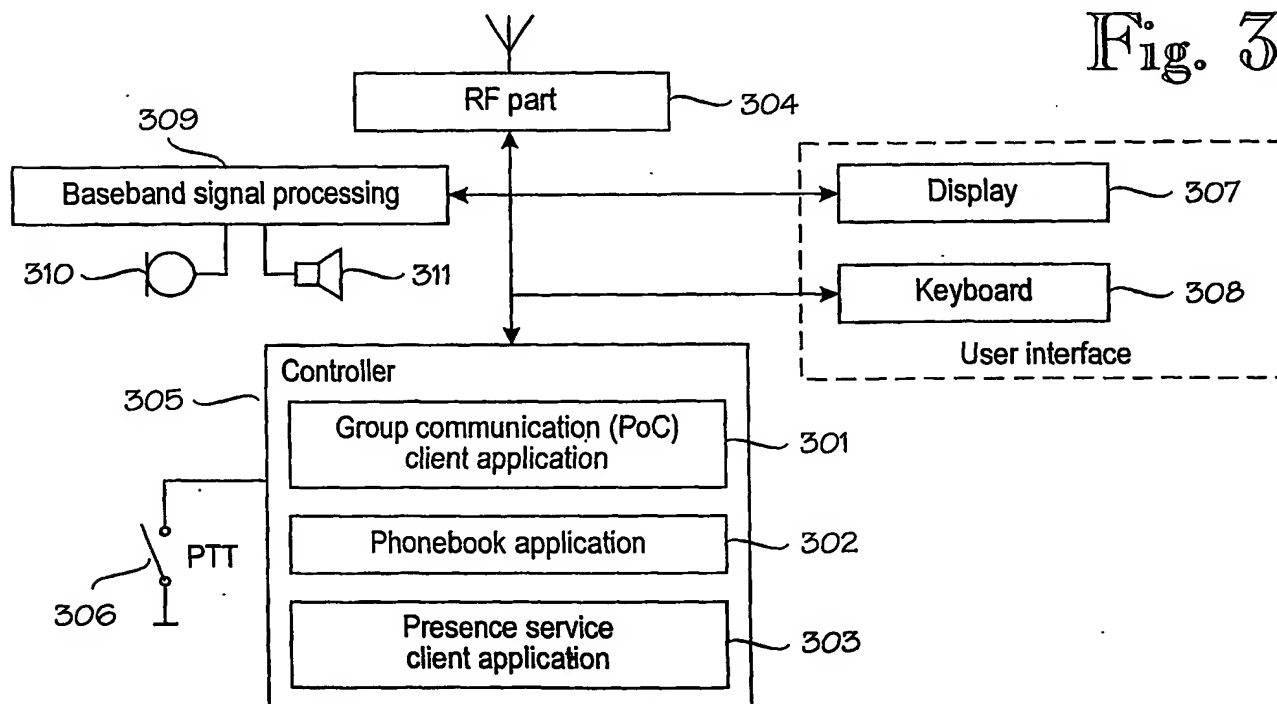 Fig. 3
RF part
304
309
Baseband signal processing
310
311
Display
307
Keyboard
308
User interface
Controller
305
Group communication (PoC)
client application
301
Phonebook application
302
PTT
306
Presence service
client application
303